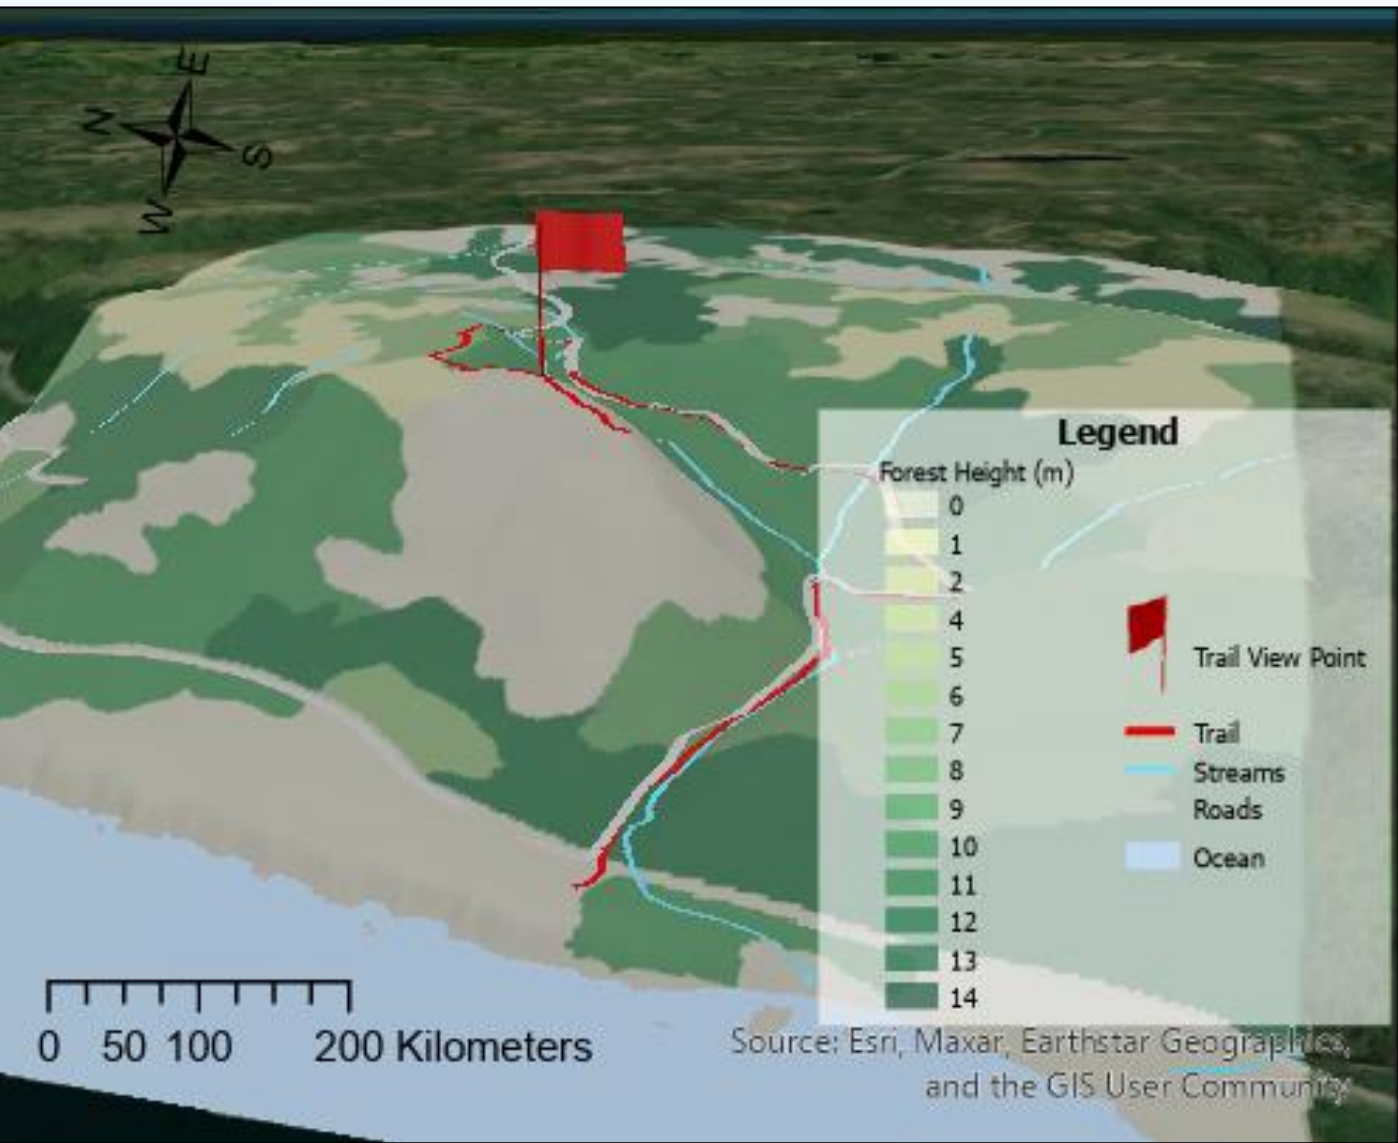 E
N
S
W
Legend
Forest Height (m)
0
1
2
4
5
6
7
8
9
10
11
12
13
14
Trail View Point
Trail
Streams
Roads
Ocean
0 50 100 200 Kilometers
Source: Esri, Maxar, Earthstar Geographics,
and the GIS User Community